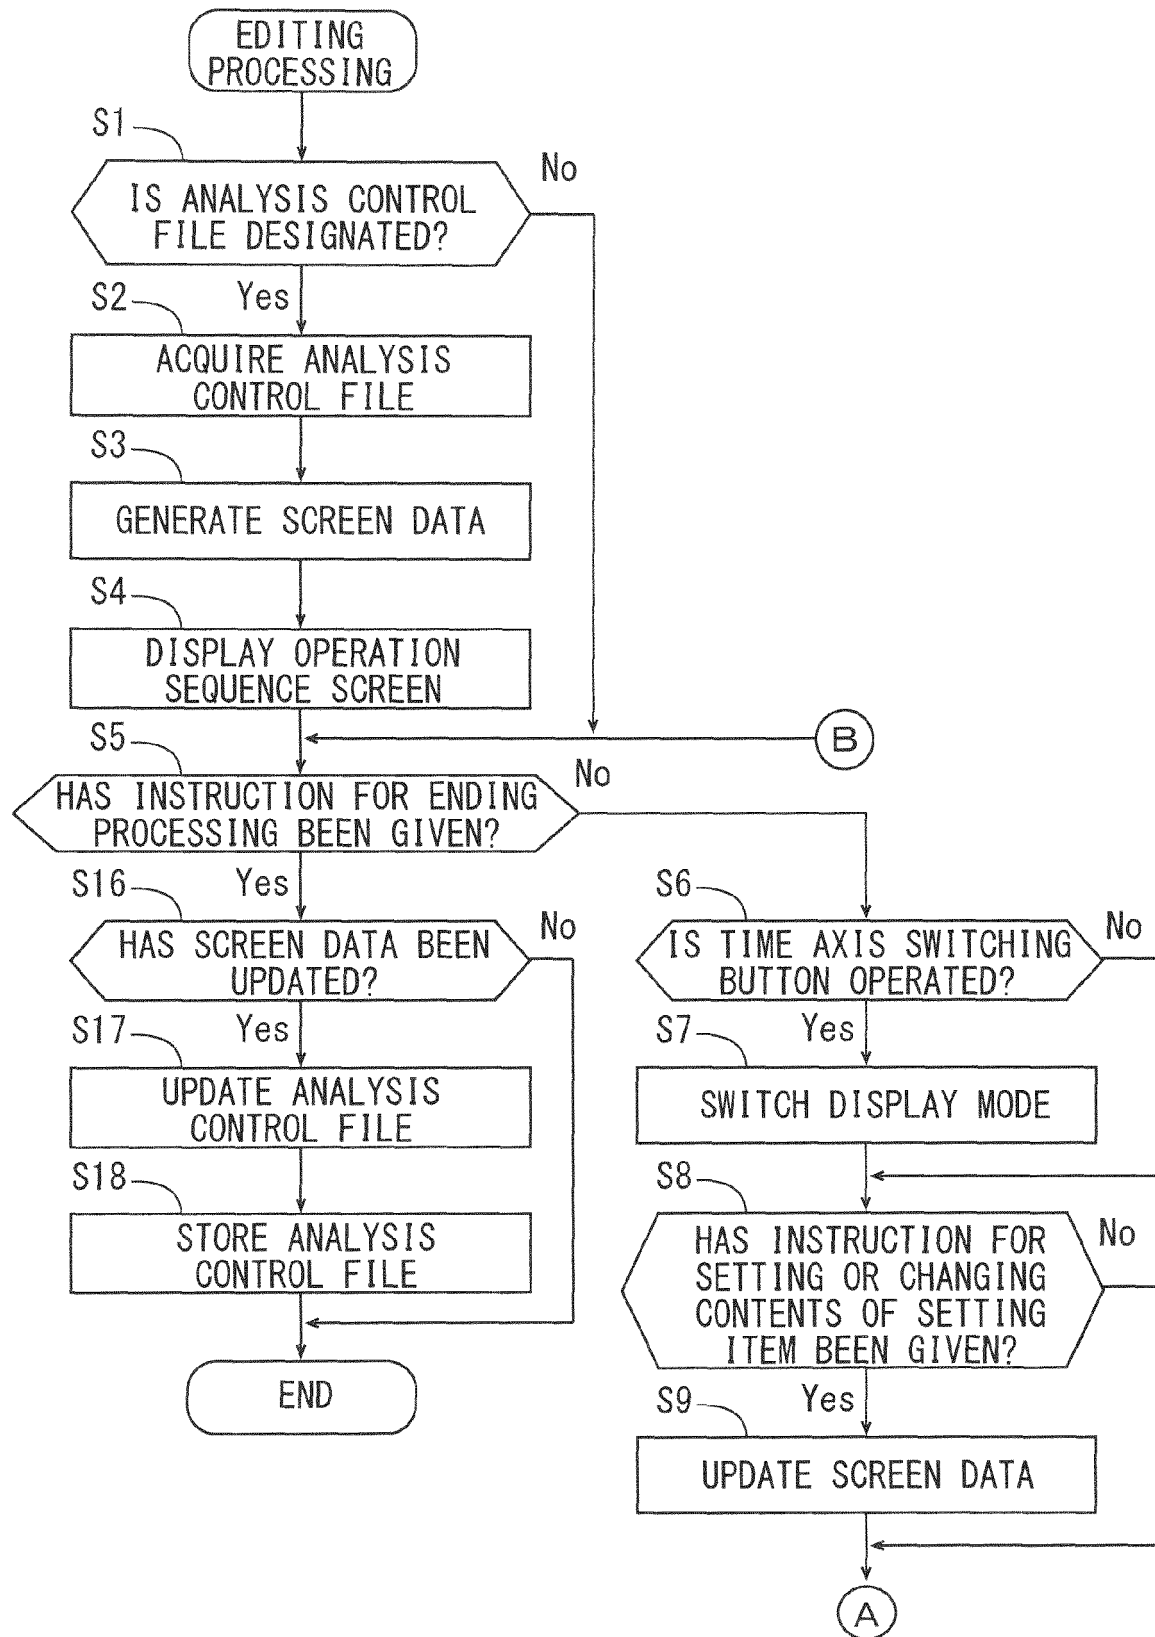 EDITING
PROCESSING
S1
IS ANALYSIS CONTROL
FILE DESIGNATED?
No
Yes
S2
ACQUIRE ANALYSIS
CONTROL FILE
S3
GENERATE SCREEN DATA
S4
DISPLAY OPERATION
SEQUENCE SCREEN
B
S5
HAS INSTRUCTION FOR ENDING
PROCESSING BEEN GIVEN?
No
Yes
S16
HAS SCREEN DATA BEEN
UPDATED?
No
Yes
S17
UPDATE ANALYSIS
CONTROL FILE
S18
STORE ANALYSIS
CONTROL FILE
END
S6
IS TIME AXIS SWITCHING
BUTTON OPERATED?
No
Yes
S7
SWITCH DISPLAY MODE
S8
HAS INSTRUCTION FOR
SETTING OR CHANGING
CONTENTS OF SETTING
ITEM BEEN GIVEN?
No
Yes
S9
UPDATE SCREEN DATA
A